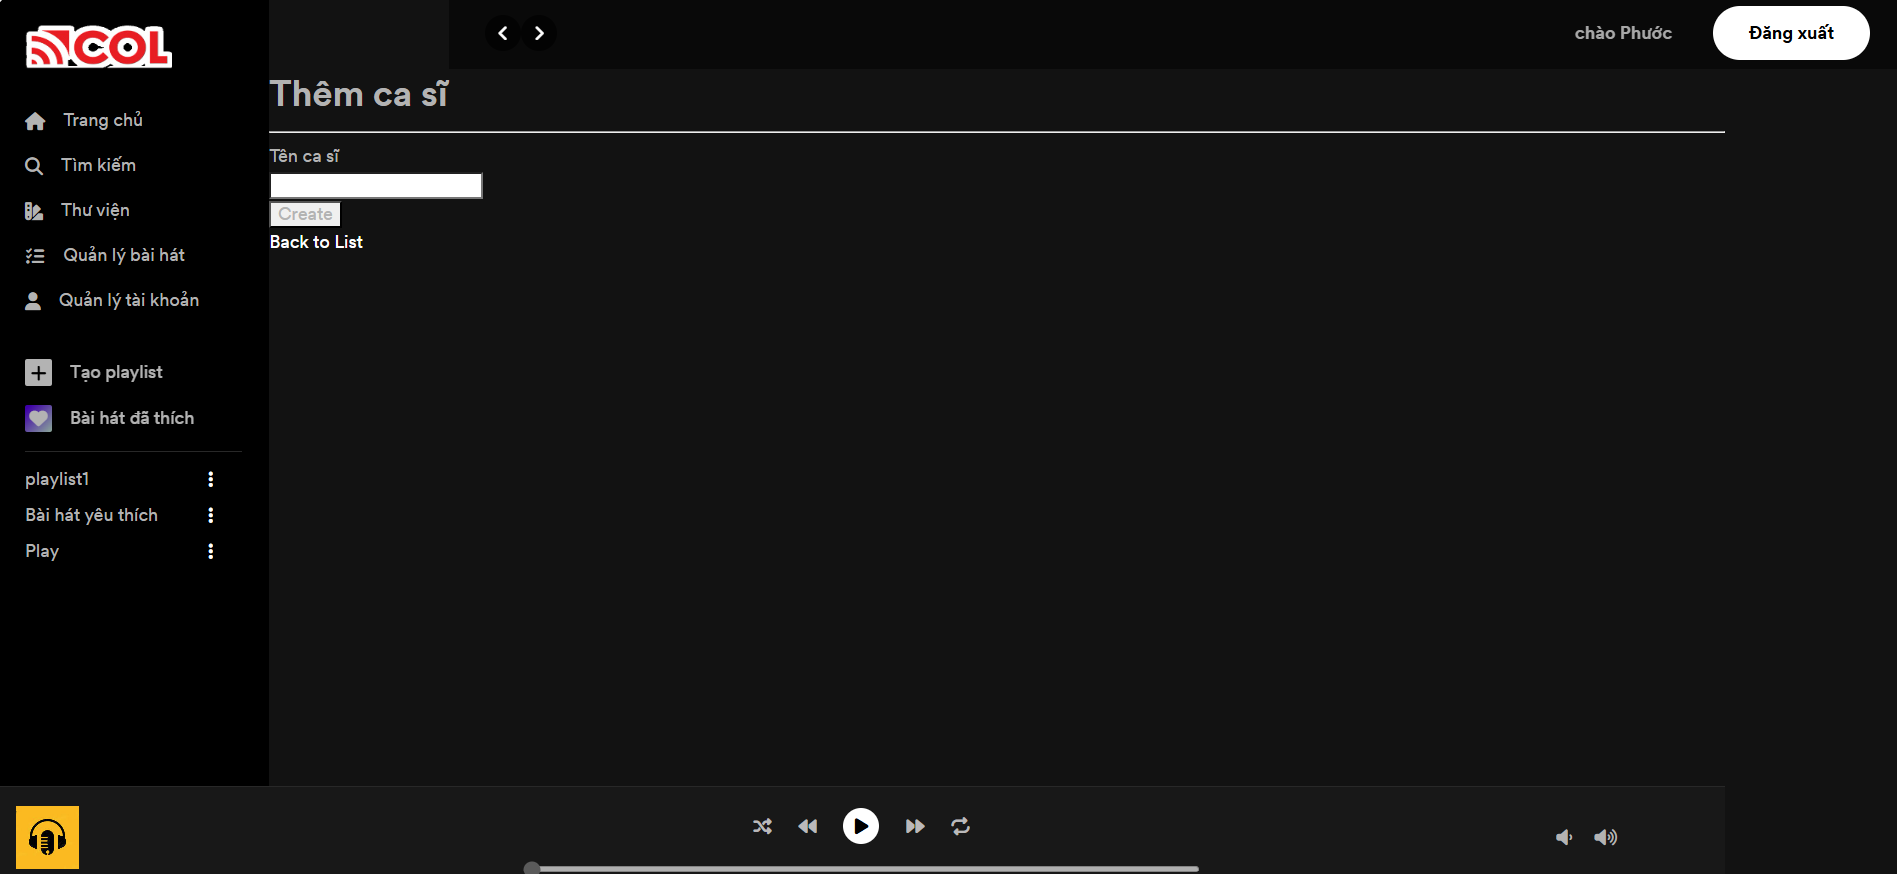 COL
Trang chủ
Tìm kiếm
Thư viện
Quản lý bài hát
Quản lý tài khoản
Tạo playlist
Bài hát đã thích
playlist1
Bài hát yêu thích
Play
chào Phước
Đăng xuất
Thêm ca sĩ
Tên ca sĩ
Create
Back to List